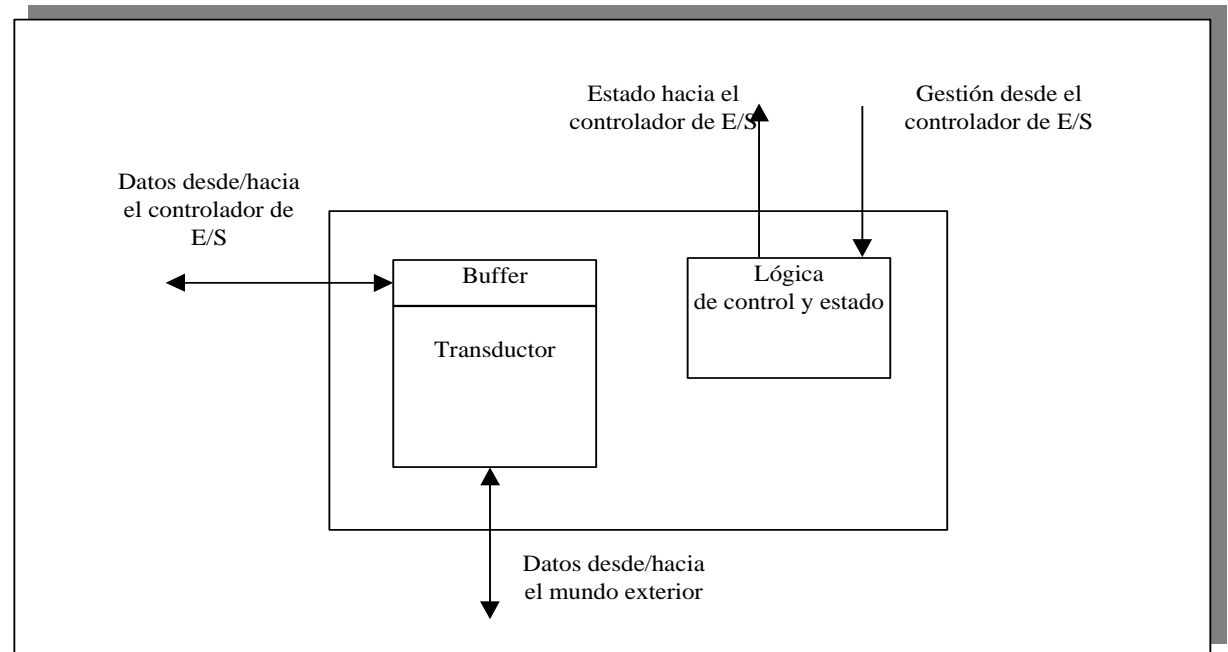 Estado hacia el
controlador de E/S
Gestión desde el
controlador de E/S
Datos desde/hacia
el controlador de
E/S
Buffer
Transductor
Lógica
de control y estado
Datos desde/hacia
el mundo exterior